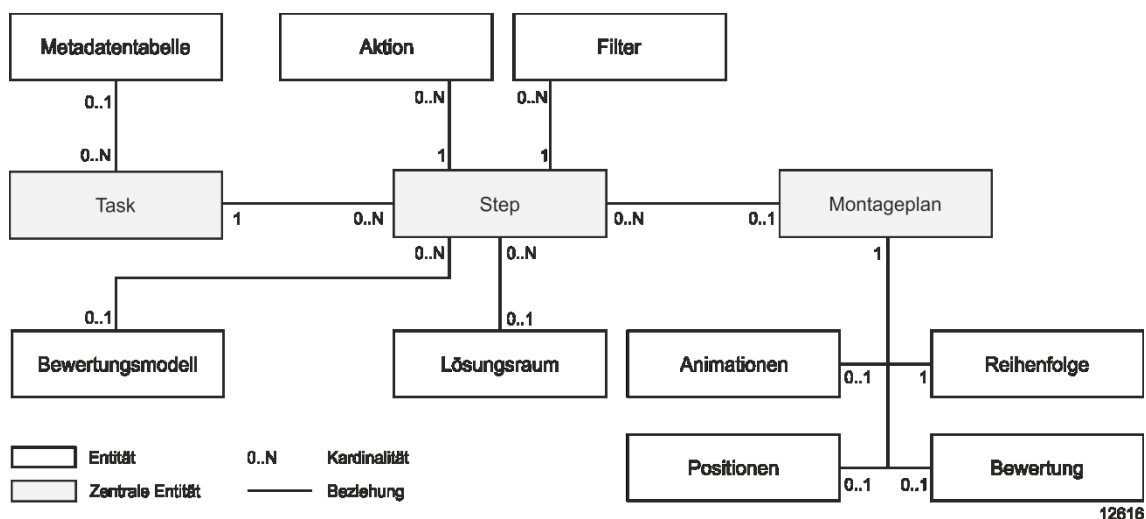 Metadatentabelle
Aktion
Filter
0..1
0..N
0..N
0..N
1
1
Task
Step
Montageplan
1
0..N
0..N
0..1
0..N
0..N
1
0..1
0..1
Bewertungsmodell
Lösungsraum
Animationen
Reihenfolge
0..1
1
Positionen
Bewertung
0..1
0..1
Entität
0..N
Kardinalität
Zentrale Entität
Beziehung
12616